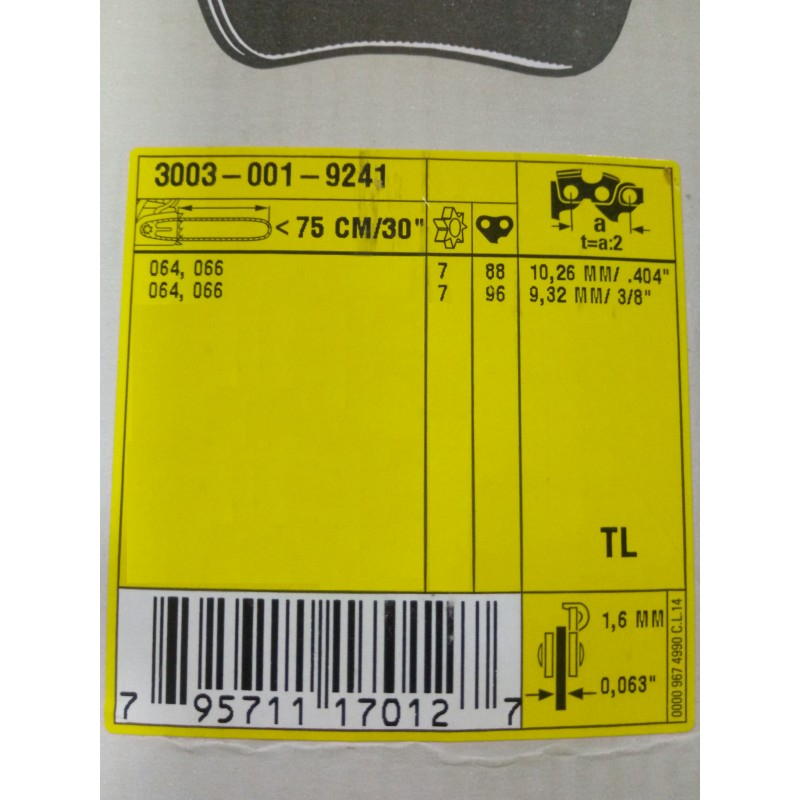 3003-001-9241
< 75 CM/30"
a
t=a:2
064, 066 7 88 10,26 MM/ .404"
064, 066 7 96 9,32 MM/ 3/8"
TL
1,6 MM
0,063"
0000 967 4990 C.L.14
7 95711 17012 7